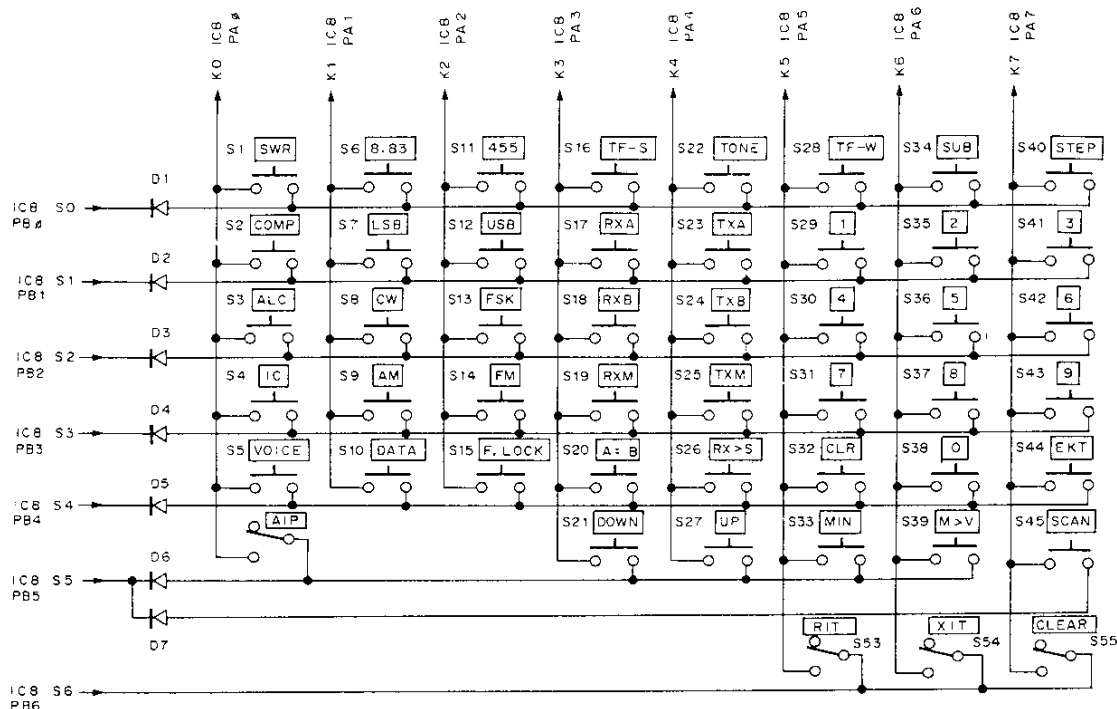 K0 IC8 PAø K1 IC8 PA1 K2 IC8 PA2 K3 IC8 PA3 K4 IC8 PA4 K5 IC8 PA5 K6 IC8 PA6 K7 IC8 PA7
S1 SWR S6 8.83 S11 455 S16 TF-S S22 TONE S28 TF-W S34 SUB S40 STEP
D1
IC8 S0
PBø
S2 COMP S7 LSB S12 USB S17 RXA S23 TXA S29 1 S35 2 S41 3
D2
IC8 S1
PB1
S3 ALC S8 CW S13 FSK S18 RXB S24 TXB S30 4 S36 5 S42 6
D3
IC8 S2
PB2
S4 IC S9 AM S14 FM S19 RXM S25 TXM S31 7 S37 8 S43 9
D4
IC8 S3
PB3
S5 VOICE S10 DATA S15 F.LOCK S20 A=B S26 RX>S S32 CLR S38 0 S44 EKT
D5
IC8 S4
PB4
AIP S21 DOWN S27 UP S33 MIN S39 M>V S45 SCAN
D6
IC8 S5
PB5
D7
RIT S53 XIT S54 CLEAR S55
IC8 S6
PB6